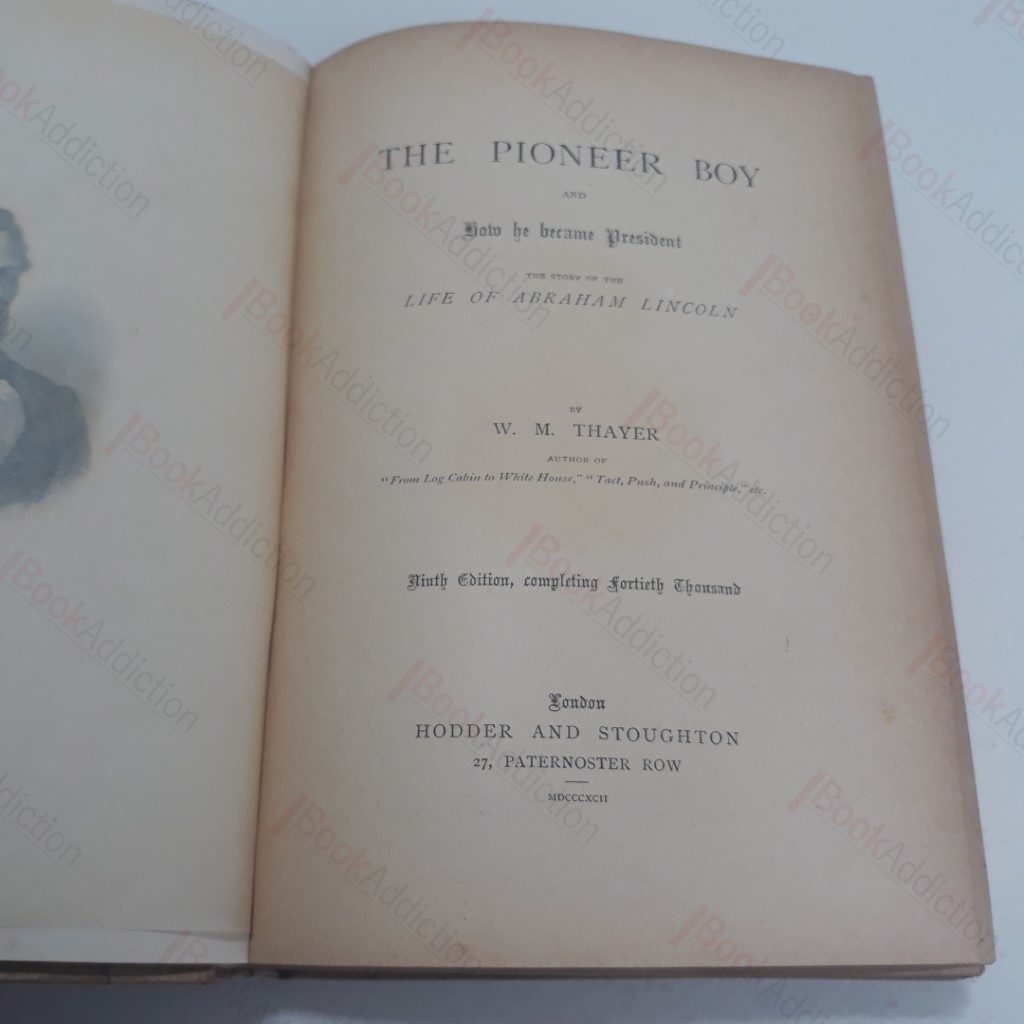 THE PIONEER BOY
AND
How he became President
THE STORY OF THE
LIFE OF ABRAHAM LINCOLN
BY
W. M. THAYER
AUTHOR OF
"From Log Cabin to White House," "Tact, Push, and Principle," etc.
Ninth Edition, completing Fortieth Thousand
London
HODDER AND STOUGHTON
27, PATERNOSTER ROW
MDCCCXCII
BookAddiction